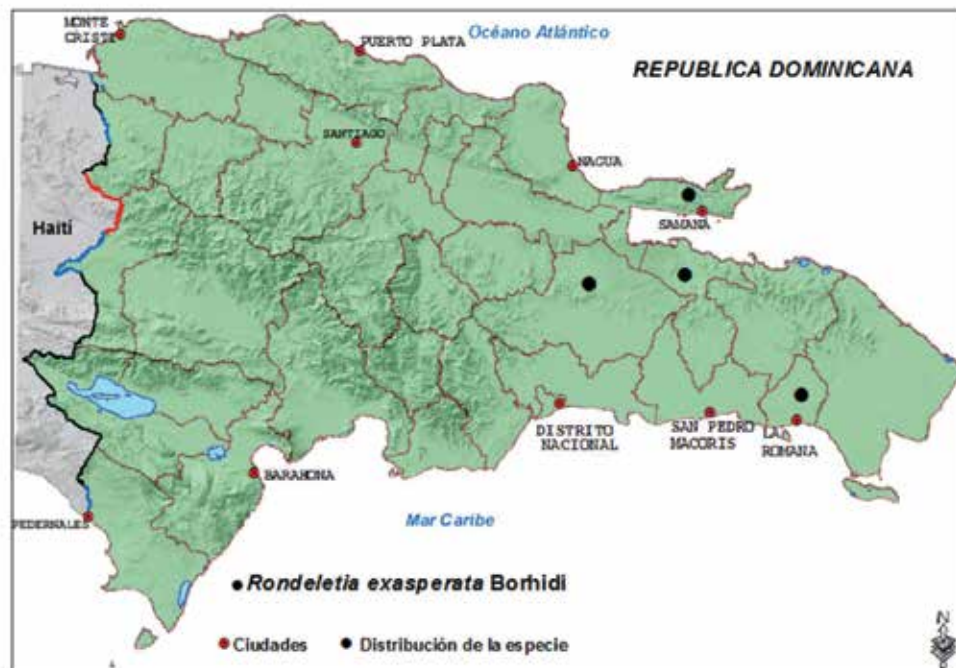 MONTE
CRISTI
PUERTO PLATA
Océano Atlántico
REPUBLICA DOMINICANA
SANTIAGO
NAGUA
SAMANÁ
Haití
DISTRITO
NACIONAL
SAN PEDRO
MACORIS
LA
ROMANA
BARAHONA
PEDERNALES
Mar Caribe
Rondeletia exasperata Borhidi
Ciudades
Distribución de la especie
N